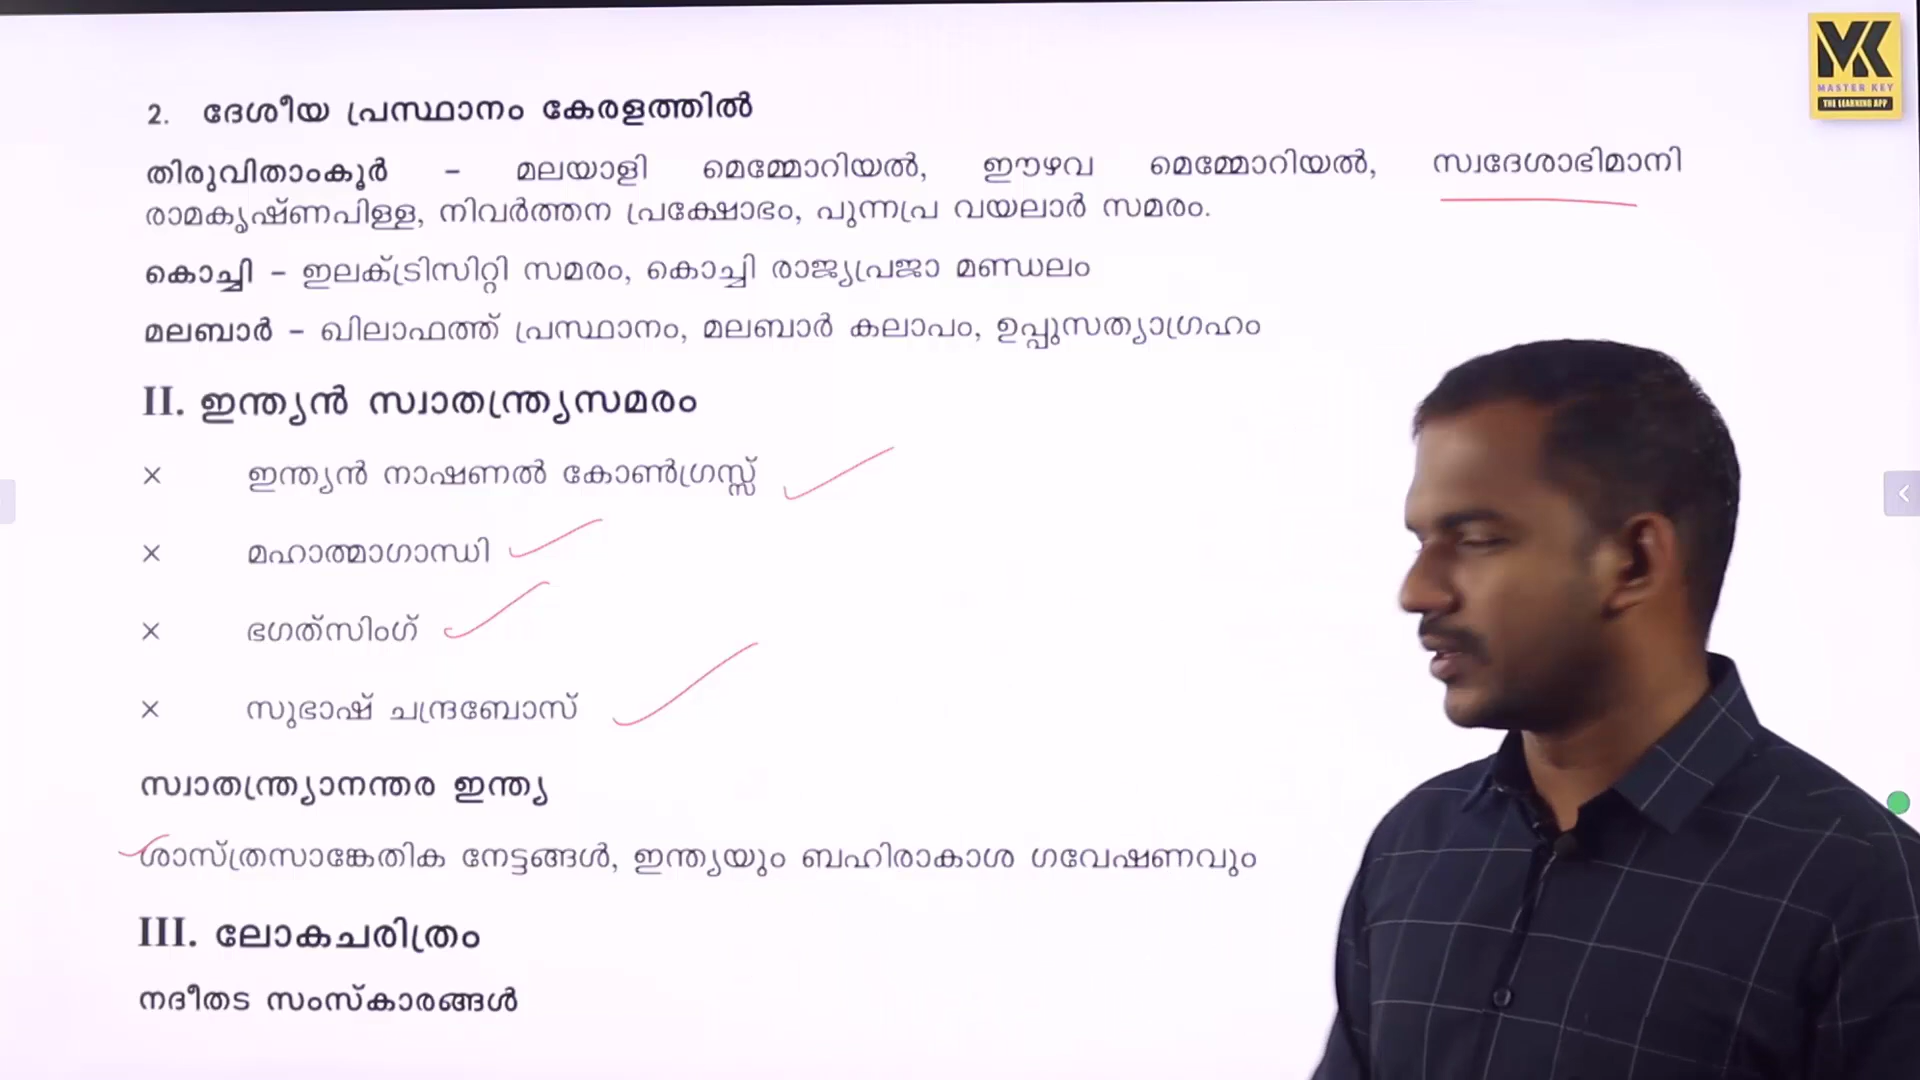 MK
MASTER KEY
THE LEARNING APP
2. ദേശീയ പ്രസ്ഥാനം കേരളത്തിൽ
തിരുവിതാംകൂർ – മലയാളി മെമ്മോറിയൽ, ഈഴവ മെമ്മോറിയൽ, സ്വദേശാഭിമാനി
രാമകൃഷ്ണപിള്ള, നിവർത്തന പ്രക്ഷോഭം, പുന്നപ്ര വയലാർ സമരം.
കൊച്ചി – ഇലക്ട്രിസിറ്റി സമരം, കൊച്ചി രാജ്യപ്രജാ മണ്ഡലം
മലബാർ – ഖിലാഫത്ത് പ്രസ്ഥാനം, മലബാർ കലാപം, ഉപ്പുസത്യാഗ്രഹം
II. ഇന്ത്യൻ സ്വാതന്ത്ര്യസമരം
× ഇന്ത്യൻ നാഷണൽ കോൺഗ്രസ്സ്
× മഹാത്മാഗാന്ധി
× ഭഗത്‌സിംഗ്
× സുഭാഷ് ചന്ദ്രബോസ്
സ്വാതന്ത്ര്യാനന്തര ഇന്ത്യ
ശാസ്ത്രസാങ്കേതിക നേട്ടങ്ങൾ, ഇന്ത്യയും ബഹിരാകാശ ഗവേഷണവും
III. ലോകചരിത്രം
നദീതട സംസ്കാരങ്ങൾ